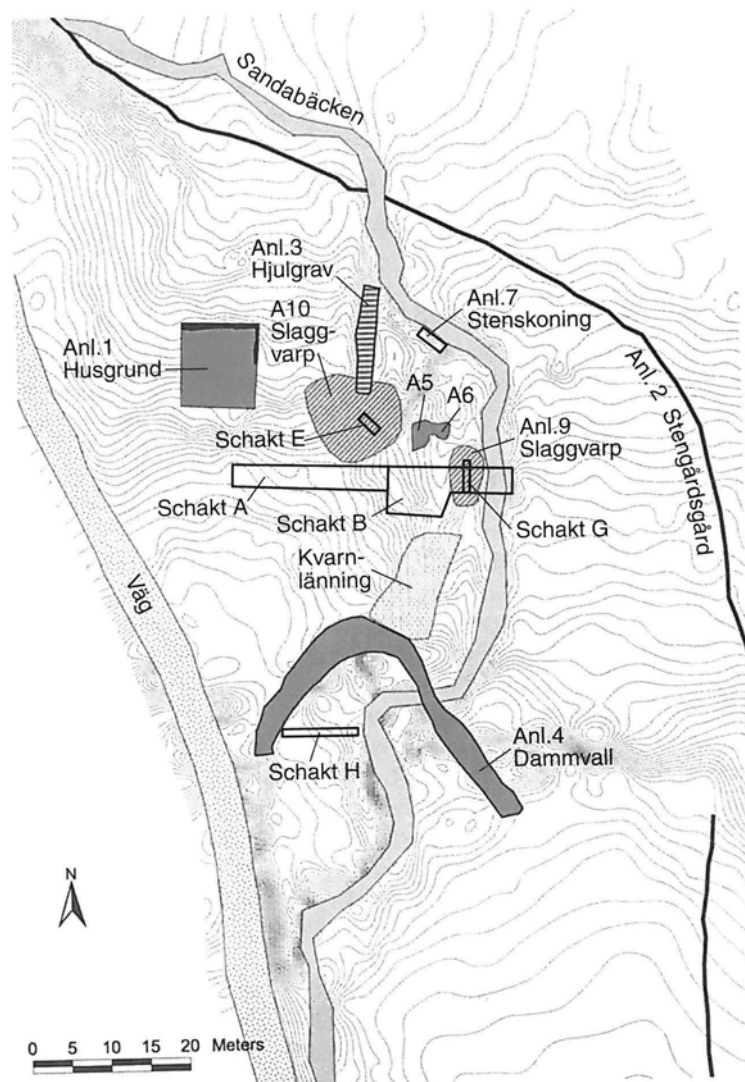 Sandabäcken
Anl.3
Hjulgrav
A10
Slagg-
varp
Anl.7
Stenskoning
Anl.1
Husgrund
A5
A6
Anl. 2 Stengårdsgård
Anl.9
Slaggvarp
Schakt E
Schakt A
Schakt B
Schakt G
Kvarn-
länning
Väg
Anl.4
Dammvall
Schakt H
N
0 5 10 15 20 Meters